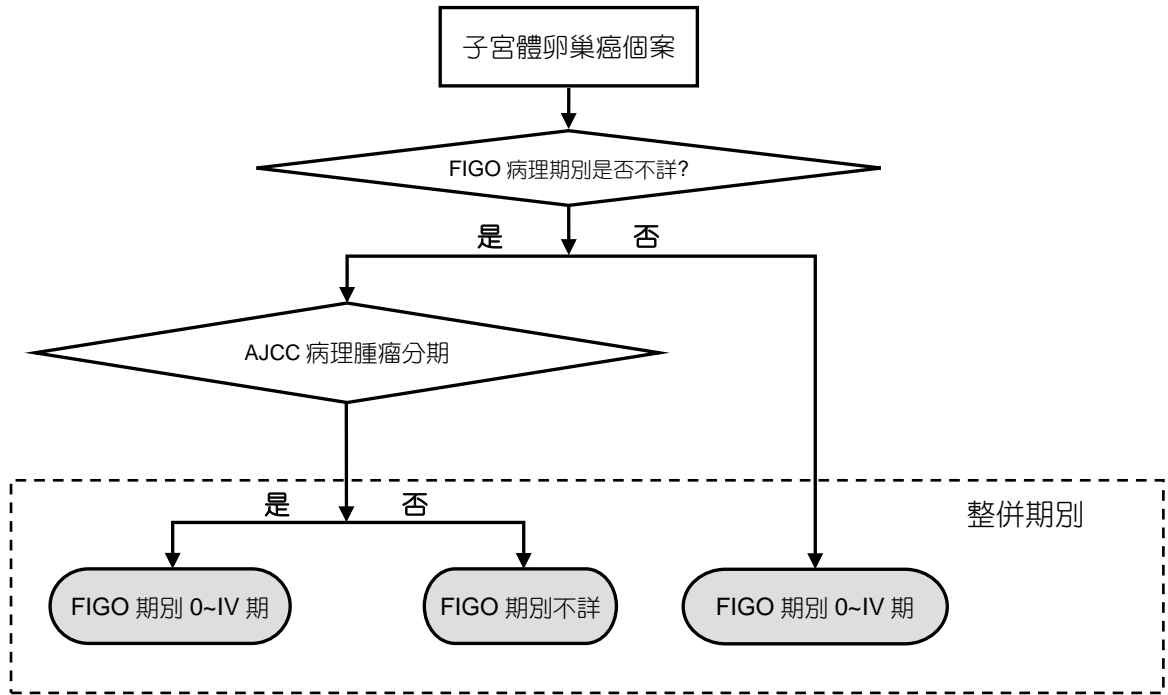 子宮體卵巢癌個案
FIGO 病理期別是否不詳?
是 否
AJCC 病理腫瘤分期
整併期別
是 否
FIGO 期別 0~IV 期
FIGO 期別不詳
FIGO 期別 0~IV 期